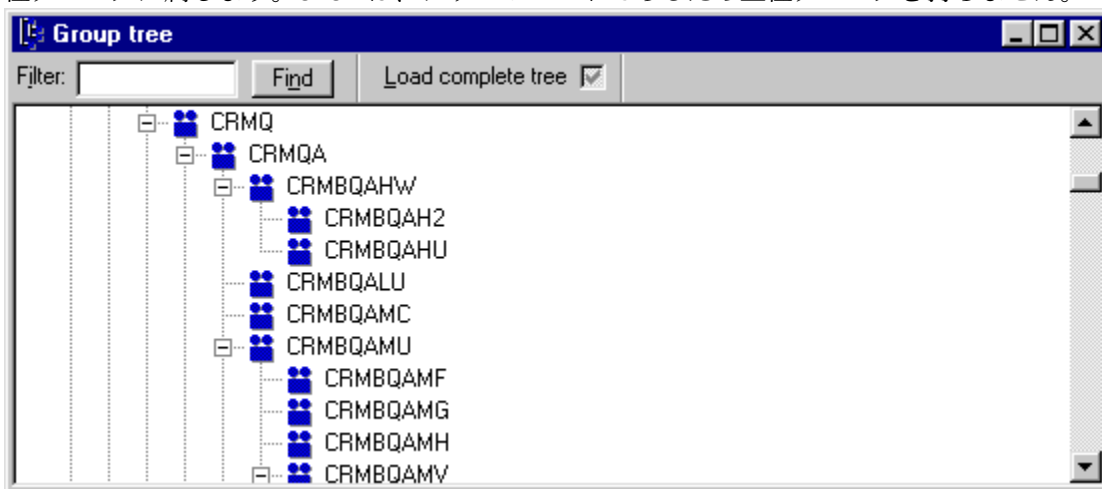 Group tree
Filter: Find Load complete tree
CRMQ
CRMQA
CRMBQAHW
CRMBQAH2
CRMBQAHU
CRMBQALU
CRMBQAMC
CRMBQAMU
CRMBQAMF
CRMBQAMG
CRMBQAMH
CRMBQAMV